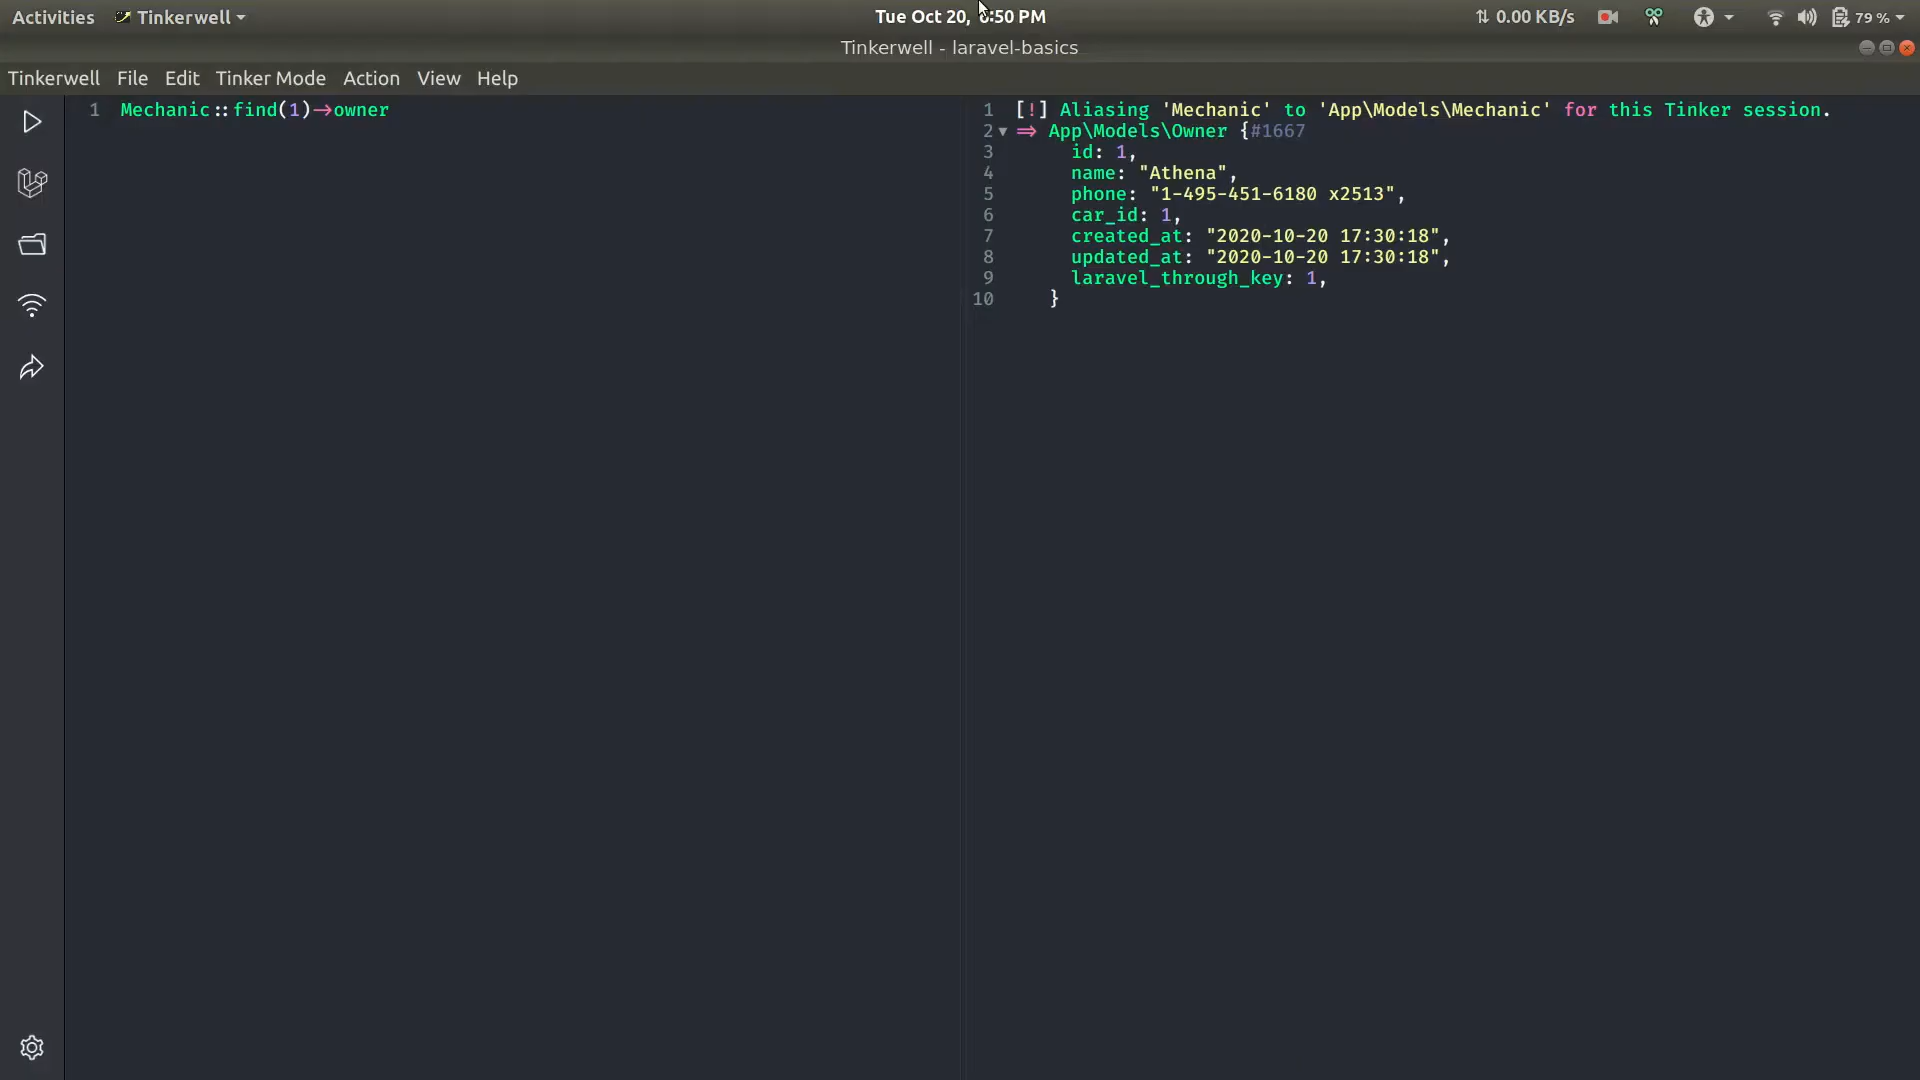 Activities Tinkerwell Tue Oct 20, :50 PM 0.00 KB/s 79 %
Tinkerwell - laravel-basics
Tinkerwell File Edit Tinker Mode Action View Help
1 Mechanic::find(1)->owner
1 [!] Aliasing 'Mechanic' to 'App\Models\Mechanic' for this Tinker session.
2 => App\Models\Owner {#1667
3 id: 1,
4 name: "Athena",
5 phone: "1-495-451-6180 x2513",
6 car_id: 1,
7 created_at: "2020-10-20 17:30:18",
8 updated_at: "2020-10-20 17:30:18",
9 laravel_through_key: 1,
10 }